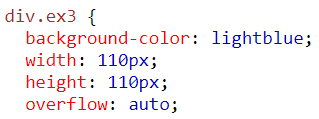 div.ex3 {
  background-color: lightblue;
  width: 110px;
  height: 110px;
  overflow: auto;